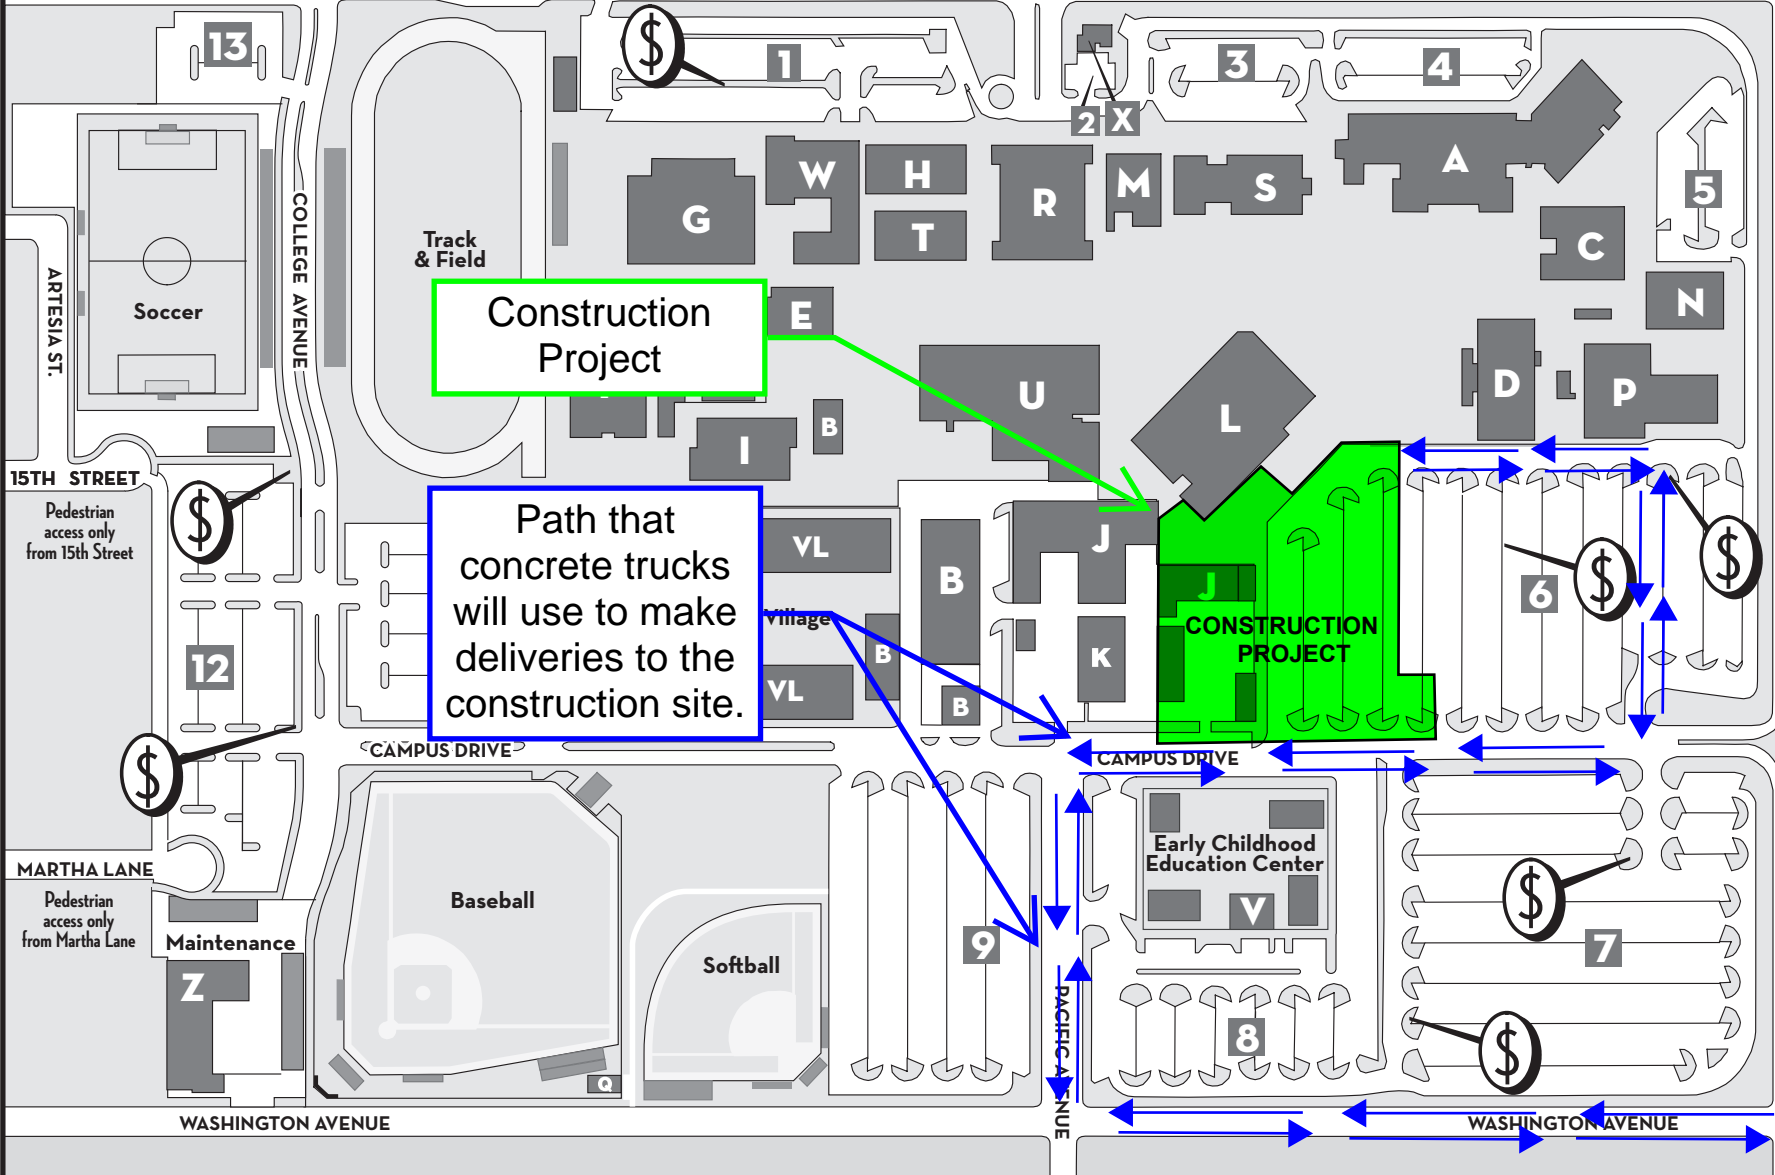 13
$
1
3
4
2
X
5
A
W
H
M
S
G
R
T
C
COLLEGE AVENUE
Track
& Field
ARTESIA ST.
Soccer
N
Construction
Project
E
D
P
U
L
B
I
15TH STREET
Pedestrian
access only
from 15th Street
$
Path that
concrete trucks
will use to make
deliveries to the
construction site.
VL
J
B
J
6
$
$
Village
CONSTRUCTION
PROJECT
12
B
K
VL
B
$
CAMPUS DRIVE
CAMPUS DRIVE
Early Childhood
Education Center
MARTHA LANE
Pedestrian
access only
from Martha Lane
Baseball
$
V
Maintenance
9
7
Softball
Z
PACIFIC AVENUE
8
$
Q
WASHINGTON AVENUE
WASHINGTON AVENUE